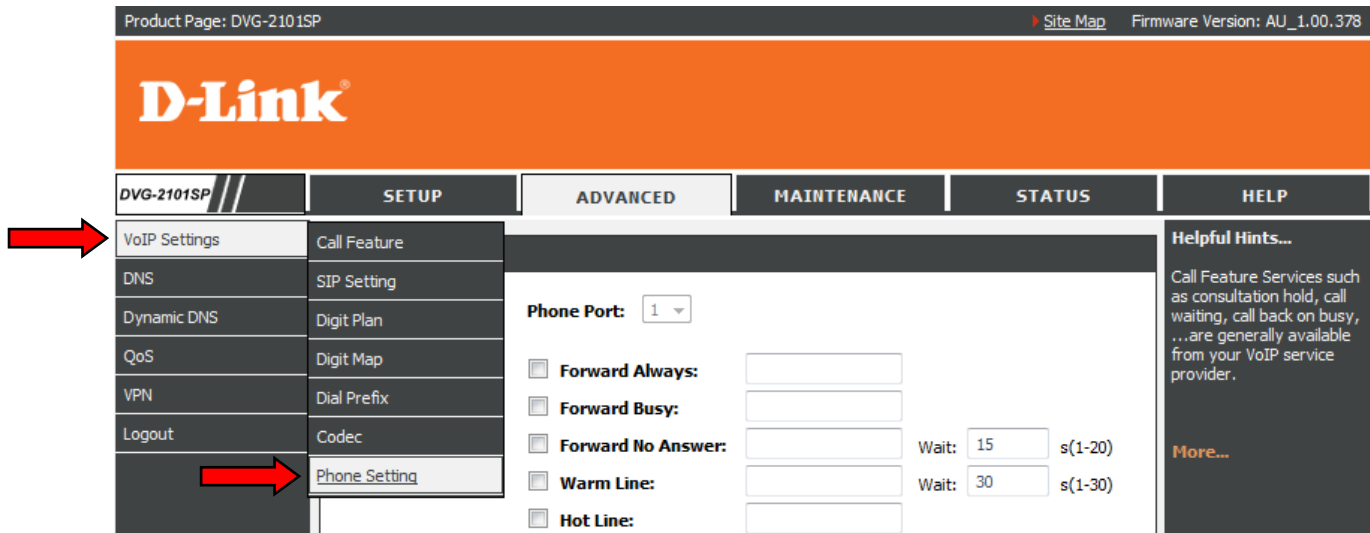 Product Page: DVG-2101SP Site Map Firmware Version: AU_1.00.378
D-Link®
DVG-2101SP SETUP ADVANCED MAINTENANCE STATUS HELP
VoIP Settings
DNS
Dynamic DNS
QoS
VPN
Logout
Call Feature
SIP Setting
Digit Plan
Digit Map
Dial Prefix
Codec
Phone Setting
Phone Port: 1
Forward Always:
Forward Busy:
Forward No Answer: Wait: 15 s(1-20)
Warm Line: Wait: 30 s(1-30)
Hot Line:
Helpful Hints...
Call Feature Services such
as consultation hold, call
waiting, call back on busy,
...are generally available
from your VoIP service
provider.
More...